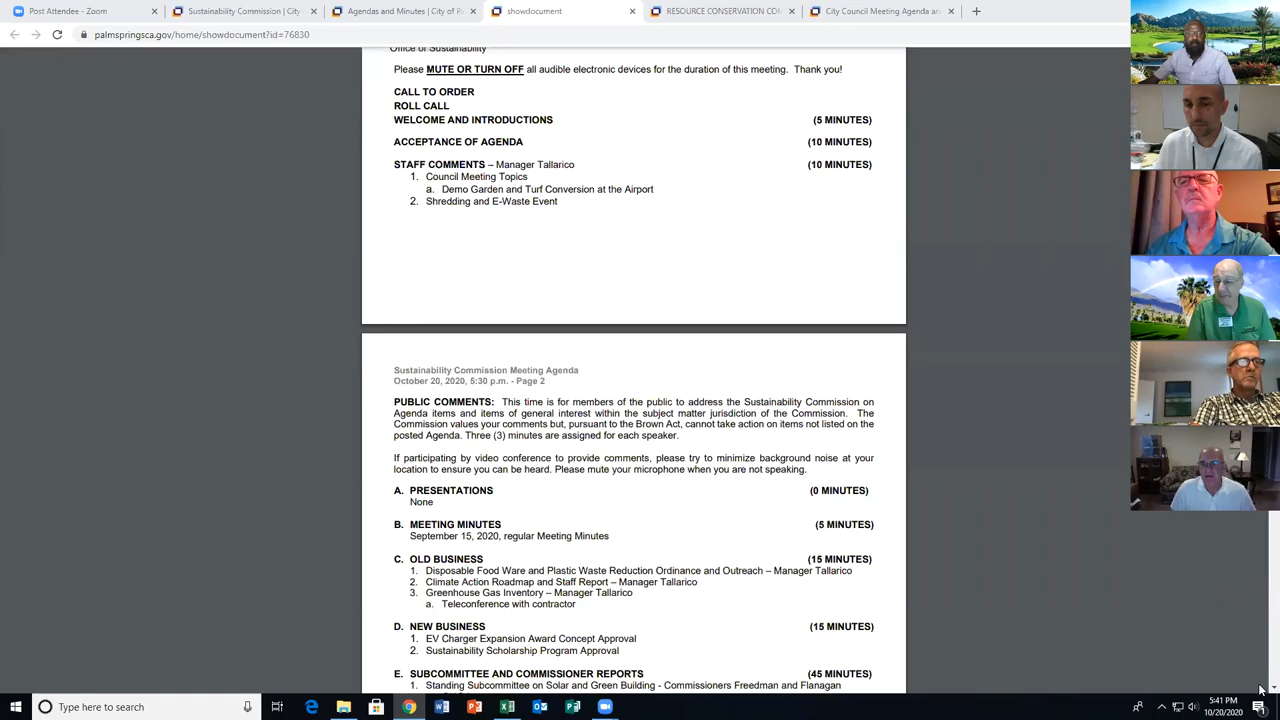 Post Attendee - Zoom
Sustainability Commission | City
Agendas and Minutes | City of P
showdocument
RESOURCE CONSERVATION COM
City Council Meeting Agenda an
palmspringsca.gov/home/showdocument?id=76830
Office of Sustainability
Please MUTE OR TURN OFF all audible electronic devices for the duration of this meeting. Thank you!
CALL TO ORDER
ROLL CALL
WELCOME AND INTRODUCTIONS (5 MINUTES)
ACCEPTANCE OF AGENDA (10 MINUTES)
STAFF COMMENTS – Manager Tallarico (10 MINUTES)
1. Council Meeting Topics
a. Demo Garden and Turf Conversion at the Airport
2. Shredding and E-Waste Event
Sustainability Commission Meeting Agenda
October 20, 2020, 5:30 p.m. - Page 2
PUBLIC COMMENTS: This time is for members of the public to address the Sustainability Commission on
Agenda items and items of general interest within the subject matter jurisdiction of the Commission. The
Commission values your comments but, pursuant to the Brown Act, cannot take action on items not listed on the
posted Agenda. Three (3) minutes are assigned for each speaker.
If participating by video conference to provide comments, please try to minimize background noise at your
location to ensure you can be heard. Please mute your microphone when you are not speaking.
A. PRESENTATIONS (0 MINUTES)
None
B. MEETING MINUTES (5 MINUTES)
September 15, 2020, regular Meeting Minutes
C. OLD BUSINESS (15 MINUTES)
1. Disposable Food Ware and Plastic Waste Reduction Ordinance and Outreach – Manager Tallarico
2. Climate Action Roadmap and Staff Report – Manager Tallarico
3. Greenhouse Gas Inventory – Manager Tallarico
a. Teleconference with contractor
D. NEW BUSINESS (15 MINUTES)
1. EV Charger Expansion Award Concept Approval
2. Sustainability Scholarship Program Approval
E. SUBCOMMITTEE AND COMMISSIONER REPORTS (45 MINUTES)
1. Standing Subcommittee on Solar and Green Building - Commissioners Freedman and Flanagan
Type here to search
5:41 PM
10/20/2020